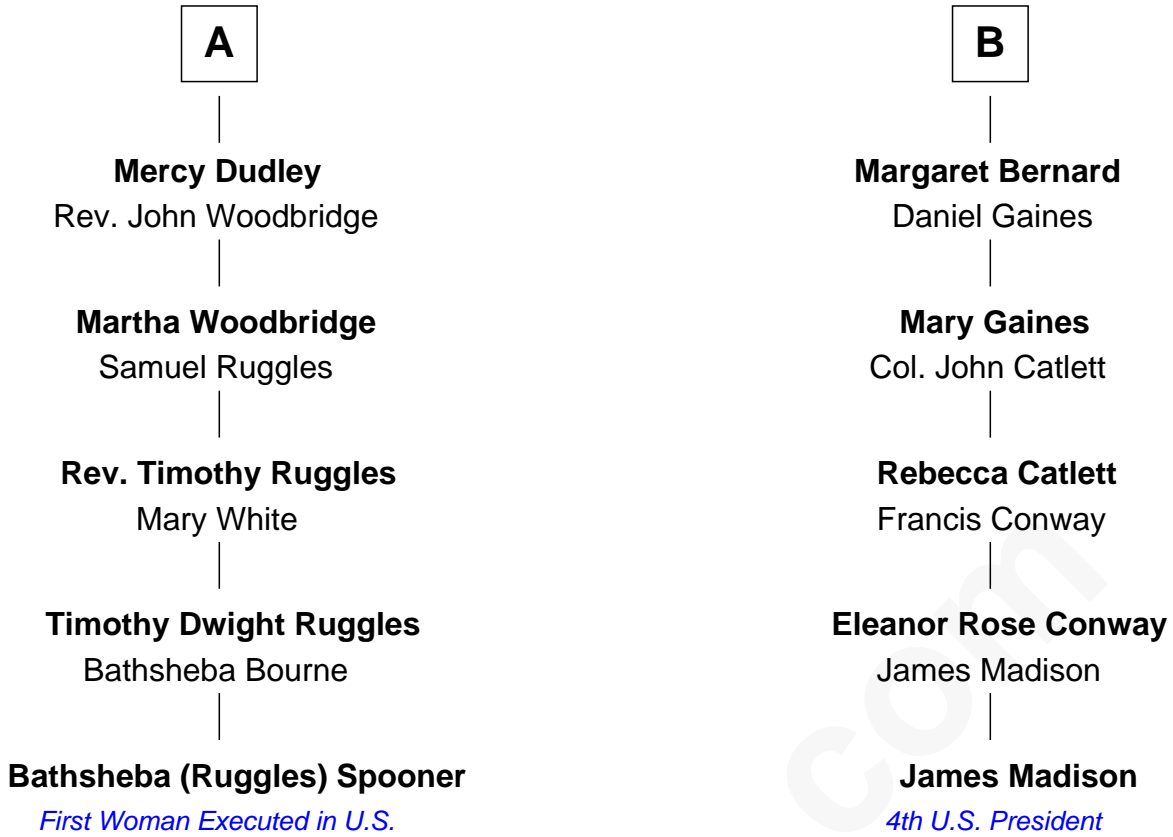 A
Mercy Dudley
Rev. John Woodbridge
Martha Woodbridge
Samuel Ruggles
Rev. Timothy Ruggles
Mary White
Timothy Dwight Ruggles
Bathsheba Bourne
Bathsheba (Ruggles) Spooner
First Woman Executed in U.S.
B
Margaret Bernard
Daniel Gaines
Mary Gaines
Col. John Catlett
Rebecca Catlett
Francis Conway
Eleanor Rose Conway
James Madison
James Madison
4th U.S. President
com